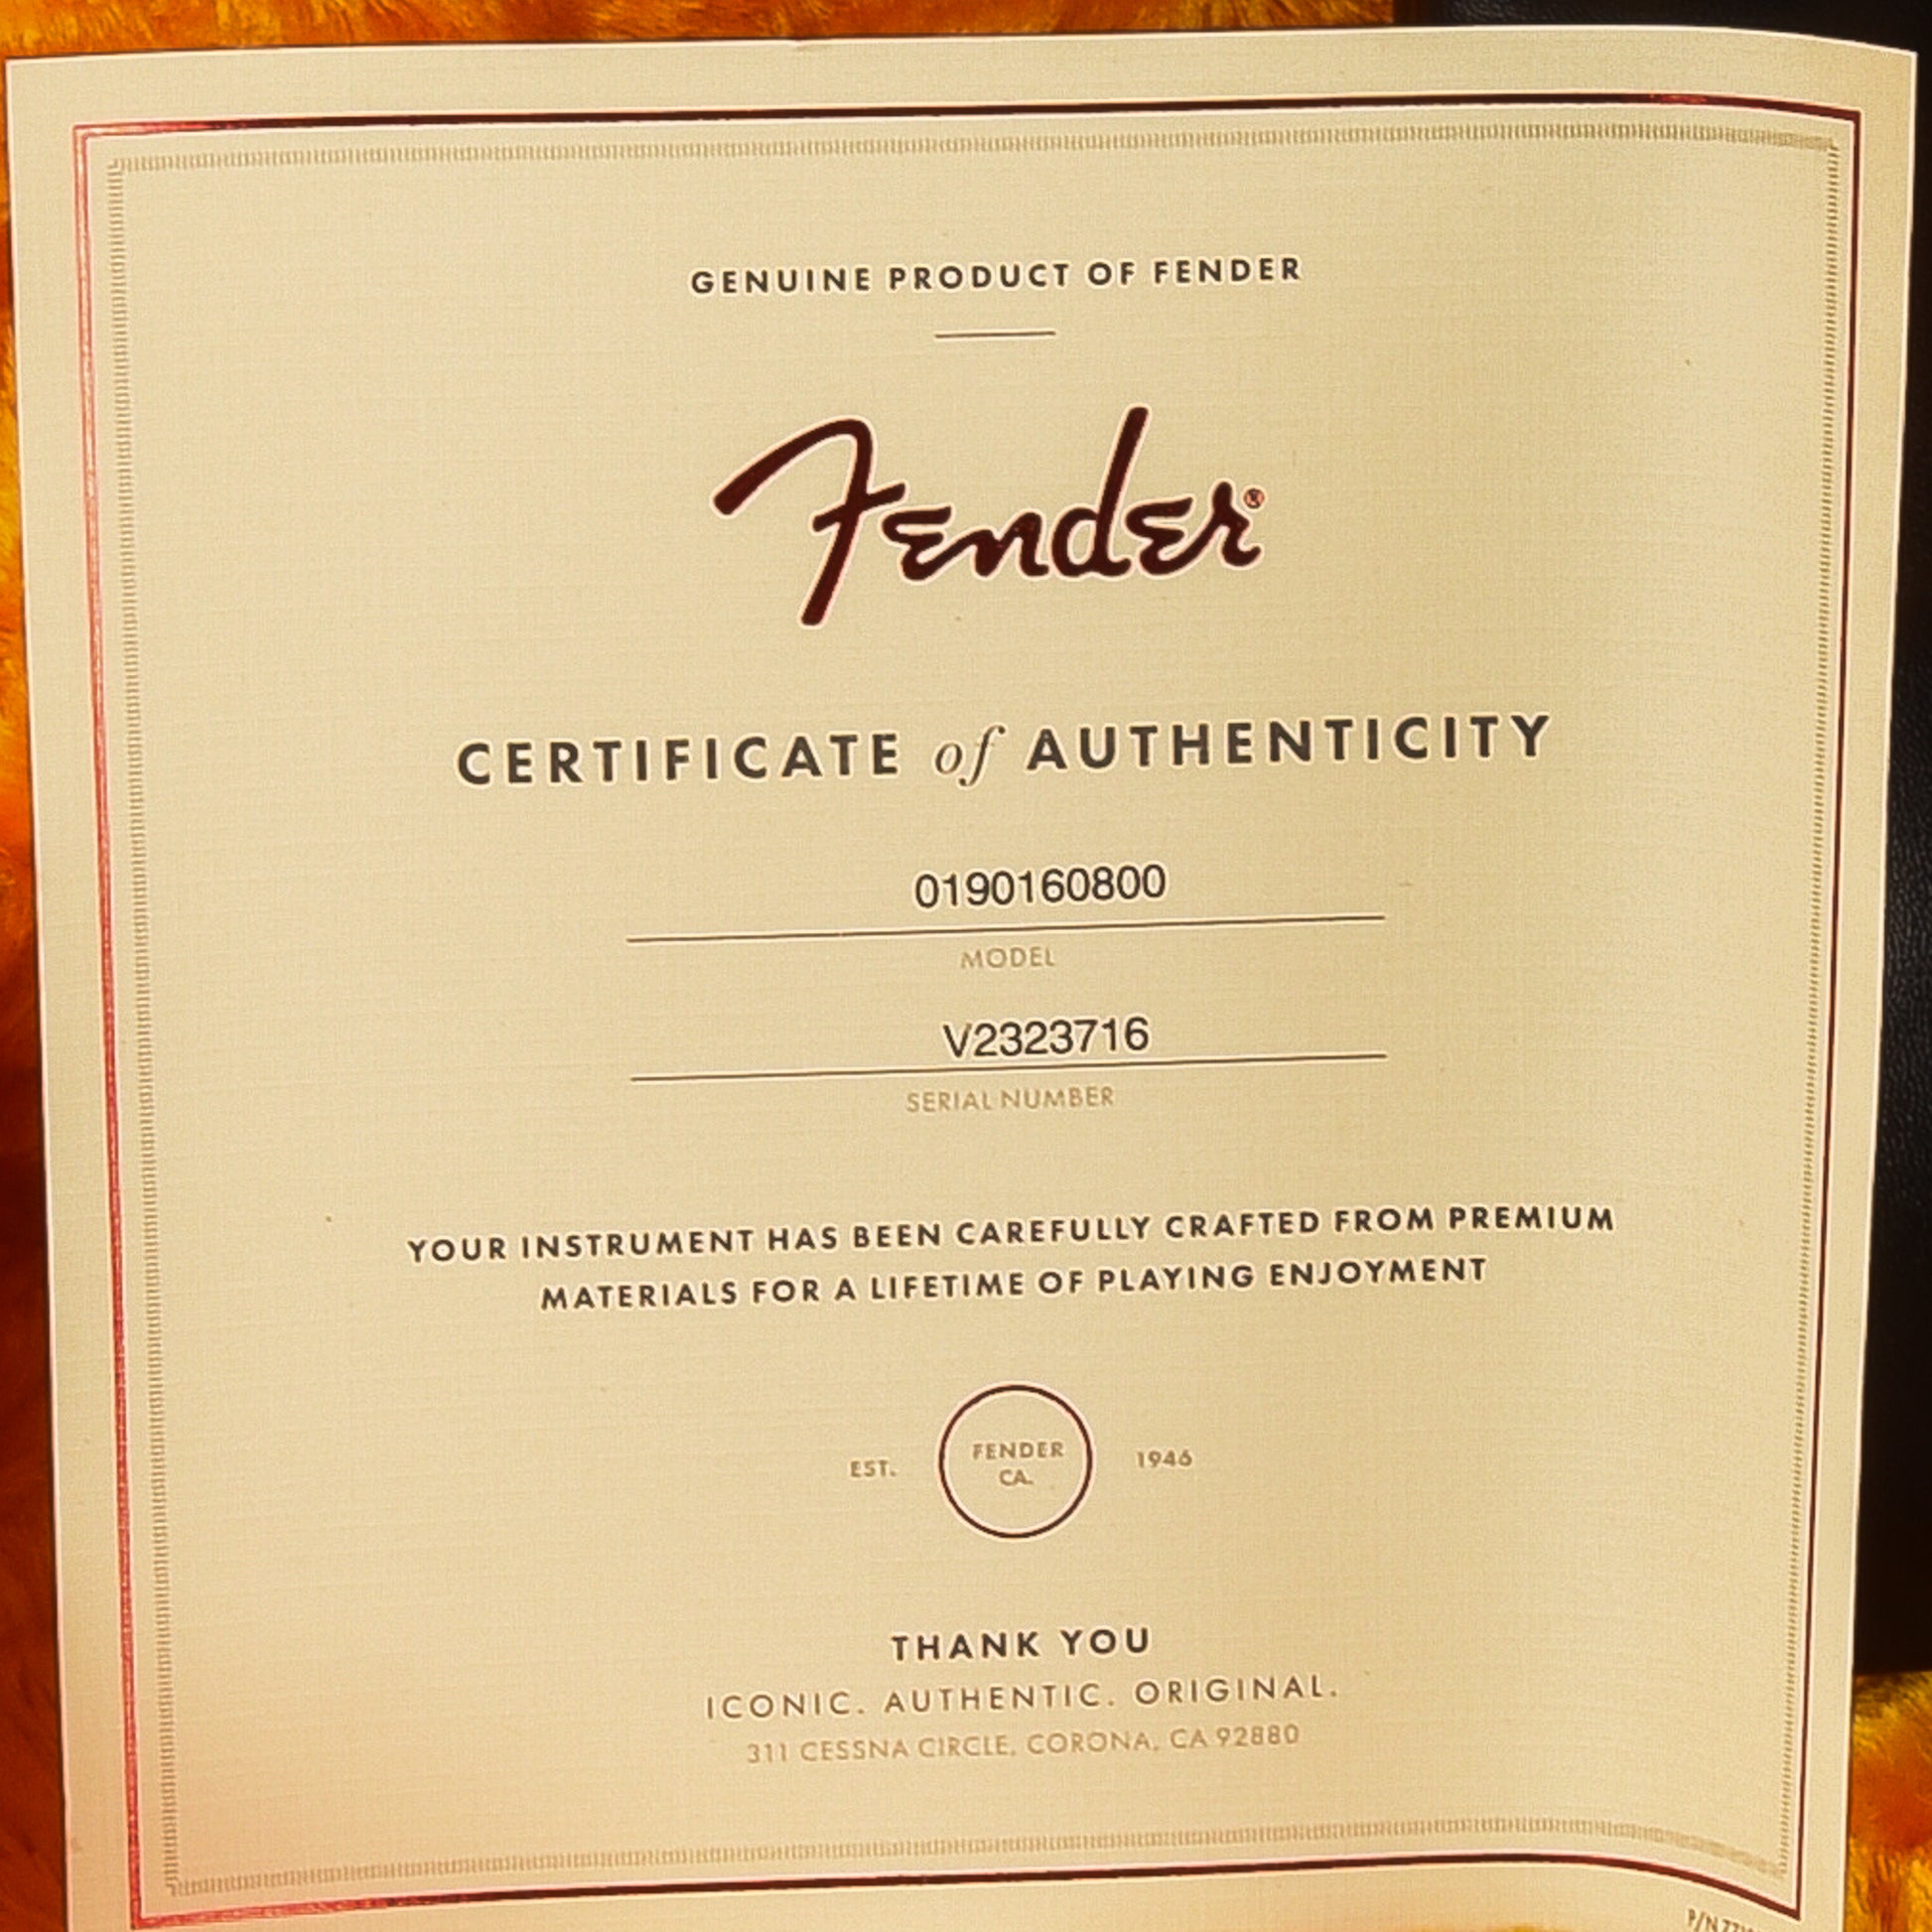 GENUINE PRODUCT OF FENDER
Fender®
CERTIFICATE of AUTHENTICITY
0190160800
MODEL
V2323716
SERIAL NUMBER
YOUR INSTRUMENT HAS BEEN CAREFULLY CRAFTED FROM PREMIUM
MATERIALS FOR A LIFETIME OF PLAYING ENJOYMENT
EST. FENDER 1946
CA.
THANK YOU
ICONIC. AUTHENTIC. ORIGINAL.
311 CESSNA CIRCLE, CORONA, CA 92880
P/N